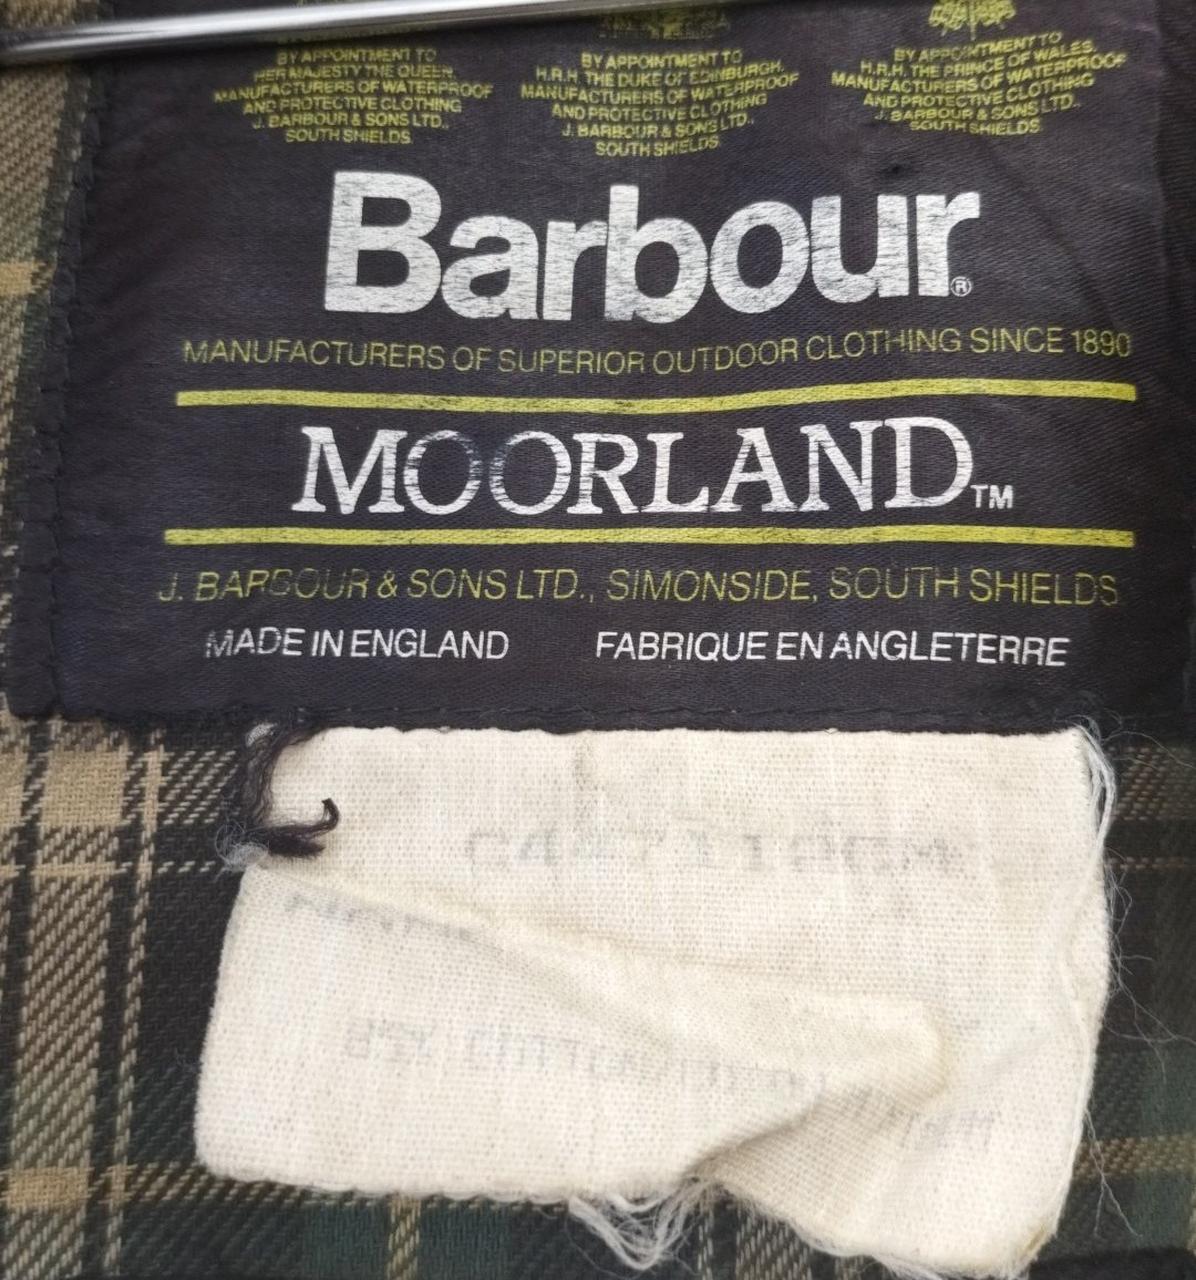 BY APPOINTMENT TO
HER MAJESTY THE QUEEN,
MANUFACTURERS OF WATERPROOF
AND PROTECTIVE CLOTHING
J. BARBOUR & SONS LTD.,
SOUTH SHIELDS.
BY APPOINTMENT TO
H.R.H. THE DUKE OF EDINBURGH.
MANUFACTURERS OF WATERPROOF
AND PROTECTIVE CLOTHING
J. BARBOUR & SONS LTD.,
SOUTH SHIELDS
BY APPOINTMENT TO
H.R.H. THE PRINCE OF WALES.
MANUFACTURERS OF WATERPROOF
AND PROTECTIVE CLOTHING
J. BARBOUR & SONS LTD.,
SOUTH SHIELDS
Barbour®
MANUFACTURERS OF SUPERIOR OUTDOOR CLOTHING SINCE 1890
MOORLAND™
J. BARBOUR & SONS LTD., SIMONSIDE, SOUTH SHIELDS
MADE IN ENGLAND FABRIQUE EN ANGLETERRE